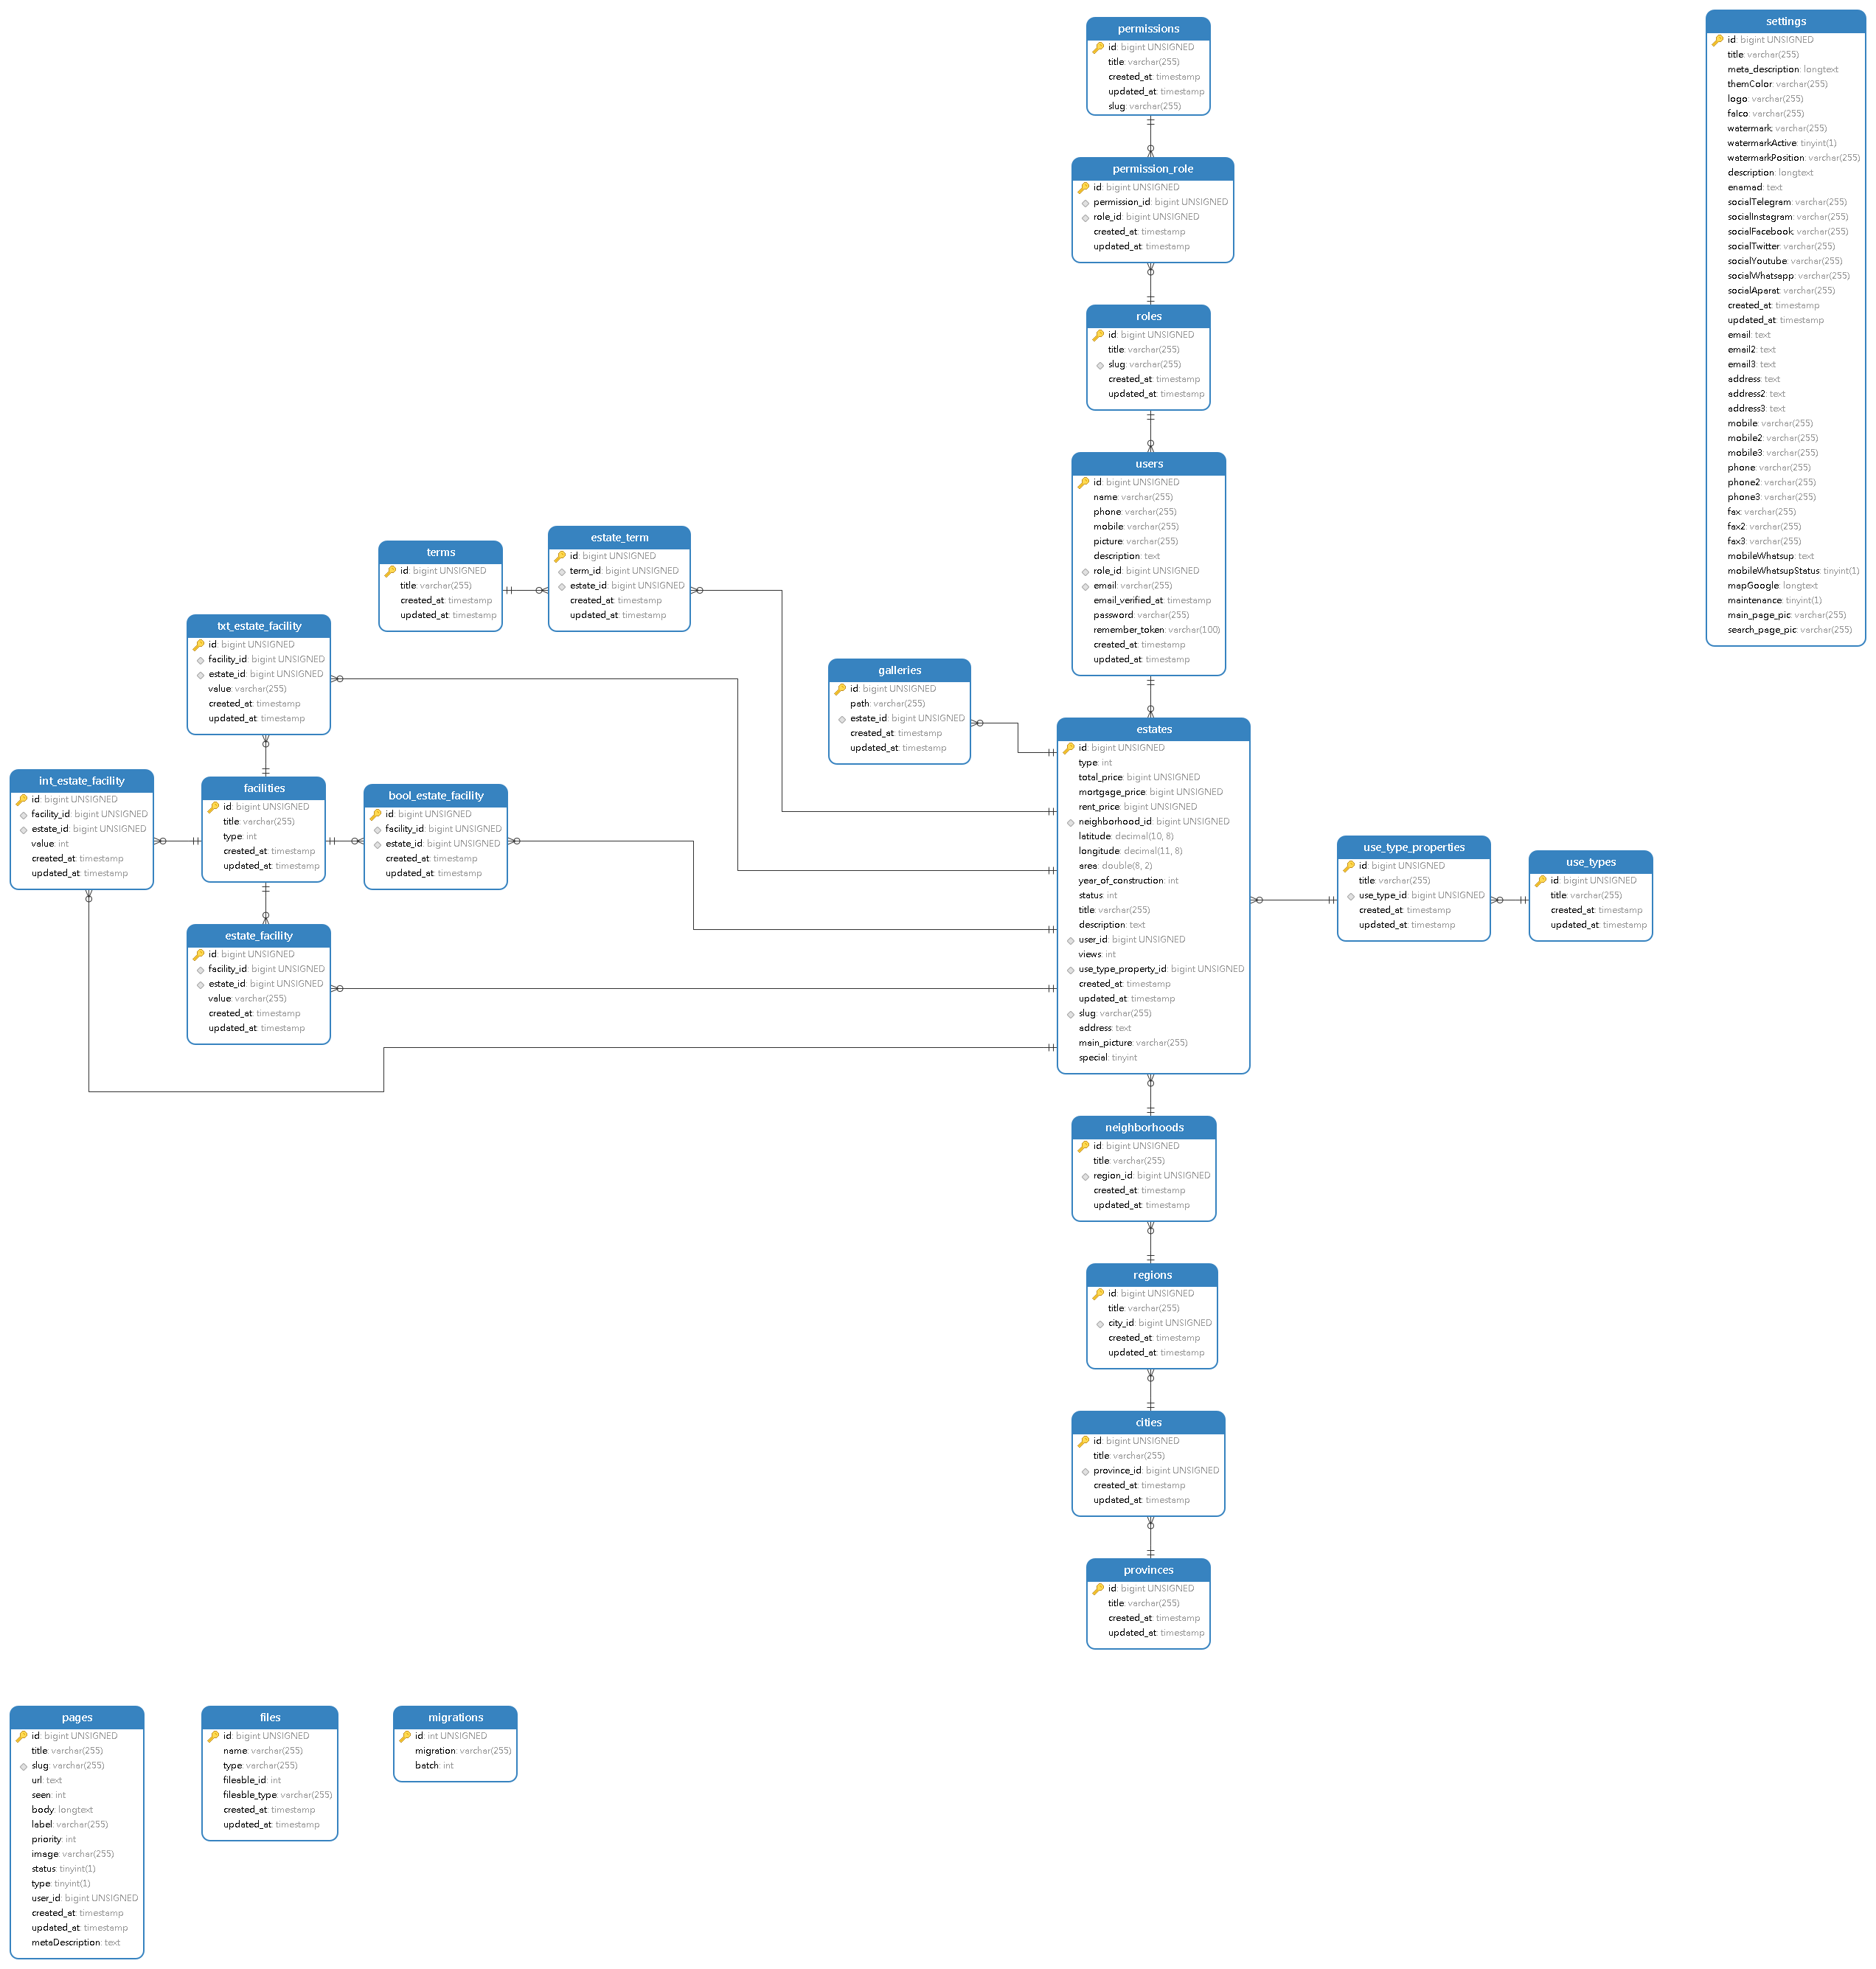 permissions
id: bigint UNSIGNED
title: varchar(255)
created_at: timestamp
updated_at: timestamp
slug: varchar(255)
settings
id: bigint UNSIGNED
title: varchar(255)
meta_description: longtext
themColor: varchar(255)
logo: varchar(255)
faIco: varchar(255)
watermark: varchar(255)
watermarkActive: tinyint(1)
watermarkPosition: varchar(255)
description: longtext
enamad: text
socialTelegram: varchar(255)
socialInstagram: varchar(255)
socialFacebook: varchar(255)
socialTwitter: varchar(255)
socialYoutube: varchar(255)
socialWhatsapp: varchar(255)
socialAparat: varchar(255)
created_at: timestamp
updated_at: timestamp
email: text
email2: text
email3: text
address: text
address2: text
address3: text
mobile: varchar(255)
mobile2: varchar(255)
mobile3: varchar(255)
phone: varchar(255)
phone2: varchar(255)
phone3: varchar(255)
fax: varchar(255)
fax2: varchar(255)
fax3: varchar(255)
mobileWhatsup: text
mobileWhatsupStatus: tinyint(1)
mapGoogle: longtext
maintenance: tinyint(1)
main_page_pic: varchar(255)
search_page_pic: varchar(255)
permission_role
id: bigint UNSIGNED
permission_id: bigint UNSIGNED
role_id: bigint UNSIGNED
created_at: timestamp
updated_at: timestamp
roles
id: bigint UNSIGNED
title: varchar(255)
slug: varchar(255)
created_at: timestamp
updated_at: timestamp
users
id: bigint UNSIGNED
name: varchar(255)
phone: varchar(255)
mobile: varchar(255)
picture: varchar(255)
description: text
role_id: bigint UNSIGNED
email: varchar(255)
email_verified_at: timestamp
password: varchar(255)
remember_token: varchar(100)
created_at: timestamp
updated_at: timestamp
terms
id: bigint UNSIGNED
title: varchar(255)
created_at: timestamp
updated_at: timestamp
estate_term
id: bigint UNSIGNED
term_id: bigint UNSIGNED
estate_id: bigint UNSIGNED
created_at: timestamp
updated_at: timestamp
txt_estate_facility
id: bigint UNSIGNED
facility_id: bigint UNSIGNED
estate_id: bigint UNSIGNED
value: varchar(255)
created_at: timestamp
updated_at: timestamp
galleries
id: bigint UNSIGNED
path: varchar(255)
estate_id: bigint UNSIGNED
created_at: timestamp
updated_at: timestamp
int_estate_facility
id: bigint UNSIGNED
facility_id: bigint UNSIGNED
estate_id: bigint UNSIGNED
value: int
created_at: timestamp
updated_at: timestamp
facilities
id: bigint UNSIGNED
title: varchar(255)
type: int
created_at: timestamp
updated_at: timestamp
bool_estate_facility
id: bigint UNSIGNED
facility_id: bigint UNSIGNED
estate_id: bigint UNSIGNED
created_at: timestamp
updated_at: timestamp
estate_facility
id: bigint UNSIGNED
facility_id: bigint UNSIGNED
estate_id: bigint UNSIGNED
value: varchar(255)
created_at: timestamp
updated_at: timestamp
estates
id: bigint UNSIGNED
type: int
total_price: bigint UNSIGNED
mortgage_price: bigint UNSIGNED
rent_price: bigint UNSIGNED
neighborhood_id: bigint UNSIGNED
latitude: decimal(10, 8)
longitude: decimal(11, 8)
area: double(8, 2)
year_of_construction: int
status: int
title: varchar(255)
description: text
user_id: bigint UNSIGNED
views: int
use_type_property_id: bigint UNSIGNED
created_at: timestamp
updated_at: timestamp
slug: varchar(255)
address: text
main_picture: varchar(255)
special: tinyint
use_type_properties
id: bigint UNSIGNED
title: varchar(255)
use_type_id: bigint UNSIGNED
created_at: timestamp
updated_at: timestamp
use_types
id: bigint UNSIGNED
title: varchar(255)
created_at: timestamp
updated_at: timestamp
neighborhoods
id: bigint UNSIGNED
title: varchar(255)
region_id: bigint UNSIGNED
created_at: timestamp
updated_at: timestamp
regions
id: bigint UNSIGNED
title: varchar(255)
city_id: bigint UNSIGNED
created_at: timestamp
updated_at: timestamp
cities
id: bigint UNSIGNED
title: varchar(255)
province_id: bigint UNSIGNED
created_at: timestamp
updated_at: timestamp
provinces
id: bigint UNSIGNED
title: varchar(255)
created_at: timestamp
updated_at: timestamp
pages
id: bigint UNSIGNED
title: varchar(255)
slug: varchar(255)
url: text
seen: int
body: longtext
label: varchar(255)
priority: int
image: varchar(255)
status: tinyint(1)
type: tinyint(1)
user_id: bigint UNSIGNED
created_at: timestamp
updated_at: timestamp
metaDescription: text
files
id: bigint UNSIGNED
name: varchar(255)
type: varchar(255)
fileable_id: int
fileable_type: varchar(255)
created_at: timestamp
updated_at: timestamp
migrations
id: int UNSIGNED
migration: varchar(255)
batch: int